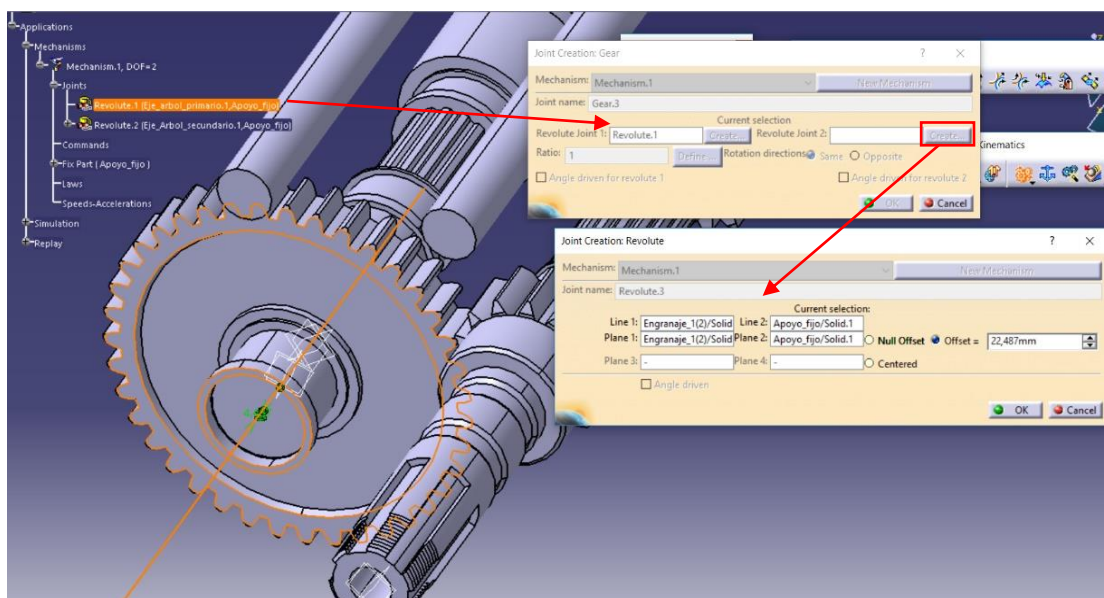 Applications
Mechanisms
Mechanism.1, DOF=2
Joints
Revolute.1 (Eje_arbol_primario.1,Apoyo_fijo)
Revolute.2 (Eje_Arbol_secundario.1,Apoyo_fijo)
Commands
Fix Part ( Apoyo_fijo )
Laws
Speeds-Accelerations
Simulation
Replay
Joint Creation: Gear
? ×
Mechanism: Mechanism.1 New Mechanism
Joint name: Gear.3
Current selection
Revolute Joint 1: Revolute.1 Create... Revolute Joint 2: Create...
Ratio: 1 Define... Rotation directions Same Opposite
Angle driven for revolute 1 Angle driven for revolute 2
OK Cancel
Kinematics
Joint Creation: Revolute
? ×
Mechanism: Mechanism.1 New Mechanism
Joint name: Revolute.3
Current selection:
Line 1: Engranaje_1(2)/Solid Line 2: Apoyo_fijo/Solid.1
Plane 1: Engranaje_1(2)/Solid Plane 2: Apoyo_fijo/Solid.1 Null Offset Offset = 22,487mm
Plane 3: - Plane 4: - Centered
Angle driven
OK Cancel